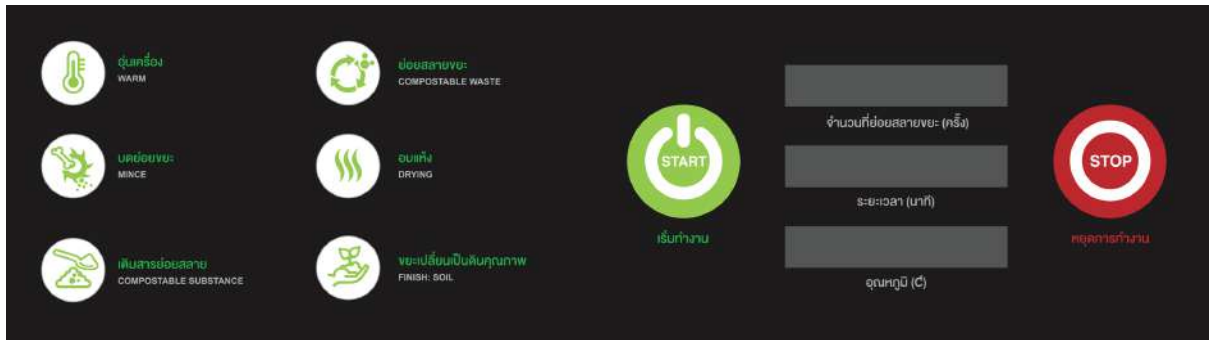 อุ่นเครื่อง
WARM
บดย่อยขยะ
MINCE
เติมสารย่อยสลาย
COMPOSTABLE SUBSTANCE
ย่อยสลายขยะ
COMPOSTABLE WASTE
อบแห้ง
DRYING
ขยะเปลี่ยนเป็นดินคุณภาพ
FINISH: SOIL
START
เริ่มทำงาน
จำนวนที่ย่อยสลายขยะ (ครั้ง)
ระยะเวลา (นาที)
อุณหภูมิ (C̊)
STOP
หยุดการทำงาน